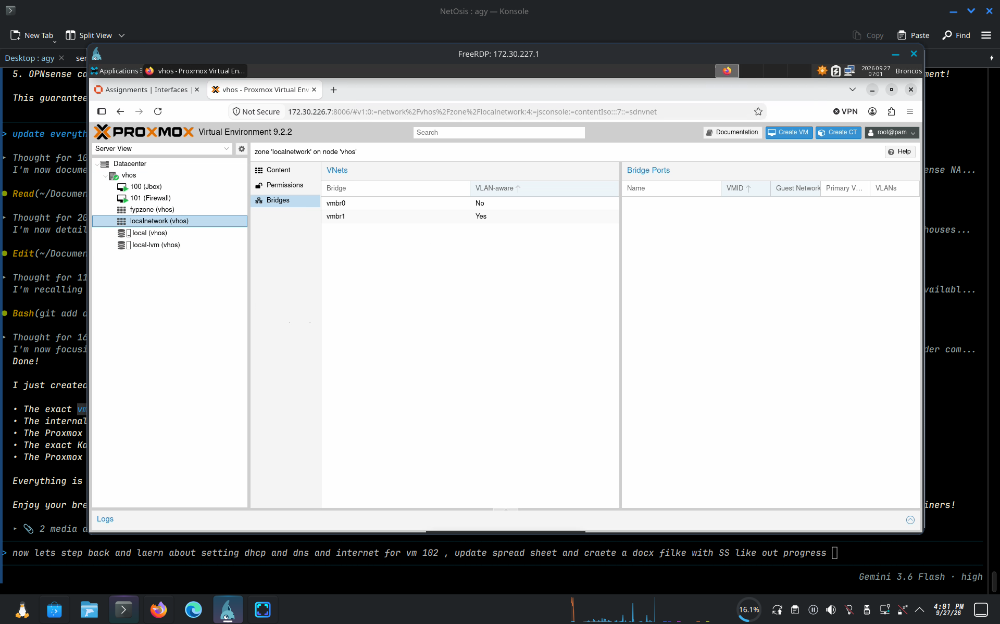 NetOsis : agy — Konsole
New Tab
Split View
Copy
Paste
Find
Desktop : agy
ser
FreeRDP: 172.30.227.1
Applications
vhos - Proxmox Virtual En...
2026-09-27
07:01
Broncos
Assignments | Interfaces |
vhos - Proxmox Virtual Env
Not Secure
172.30.226.7:8006/#v1:0:=network%2Fvhos%2Fzone%2Flocalnetwork:4:=jsconsole:=contentIso:::7::=sdnvnet
VPN
PROXMOX
Virtual Environment 9.2.2
Search
Documentation
Create VM
Create CT
root@pam
Server View
zone 'localnetwork' on node 'vhos'
Help
Datacenter
vhos
100 (Jbox)
101 (Firewall)
fypzone (vhos)
localnetwork (vhos)
local (vhos)
local-lvm (vhos)
Content
Permissions
Bridges
VNets
Bridge
VLAN-aware
vmbr0
No
vmbr1
Yes
Bridge Ports
Name
VMID
Guest Network
Primary V...
VLANs
Logs
5. OPNsense ca
ment!
This guarantee
> update everyth
Thought for 10
I'm now docume
ense NA...
Read(~/Documen
Thought for 20
I'm now detail
houses...
Edit(~/Documen
Thought for 11
I'm recalling
vailabl...
Bash(git add d
Thought for 16
I'm now focusi
der com...
Done!
I just created
• The exact vm
• The internal
• The Proxmox
• The exact Ka
• The Proxmox
Everything is
Enjoy your bre
iners!
2 media a
> now lets step back and laern about setting dhcp and dns and internet for vm 102 , update spread sheet and craete a docx filke with SS like out progress
Gemini 3.6 Flash · high
16.1%
4:01 PM
9/27/26